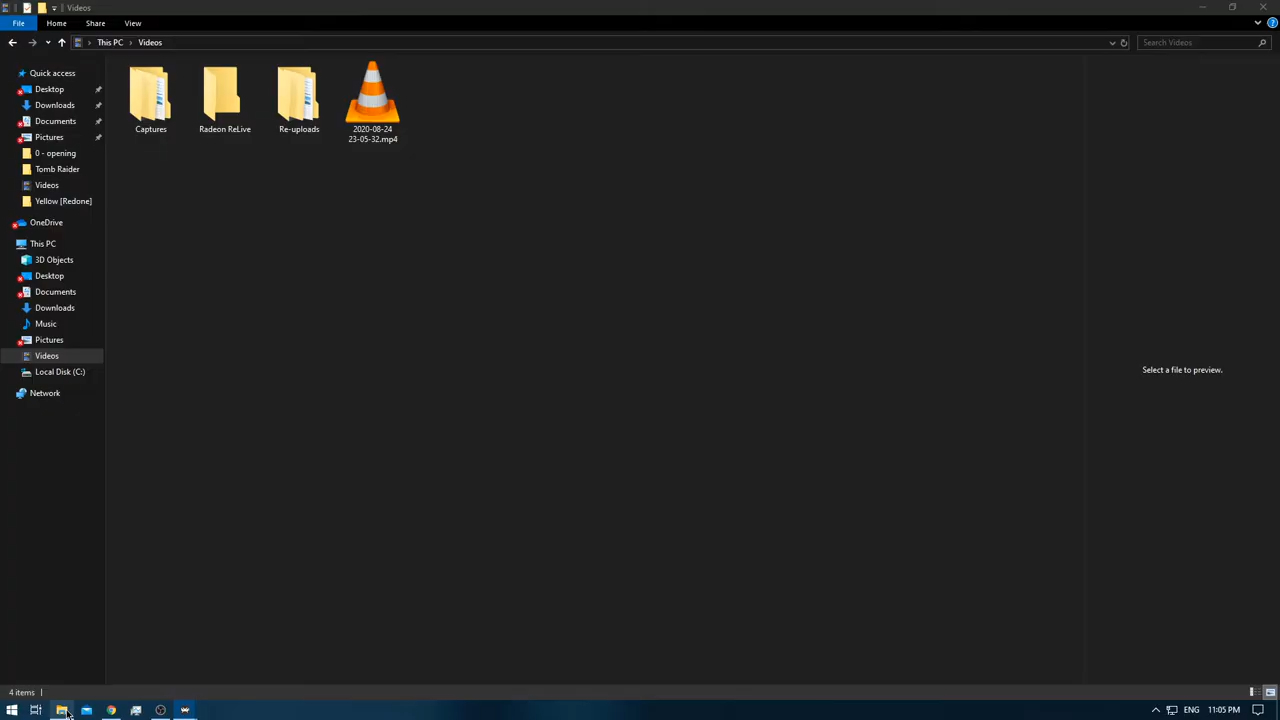 Videos
File Home Share View
This PC Videos
Search Videos
Quick access
Desktop
Downloads
Documents
Pictures
0 - opening
Tomb Raider
Videos
Yellow [Redone]
OneDrive
This PC
3D Objects
Desktop
Documents
Downloads
Music
Pictures
Videos
Local Disk (C:)
Network
Captures
Radeon ReLive
Re-uploads
2020-08-24
23-05-32.mp4
Select a file to preview.
4 items
ENG 11:05 PM